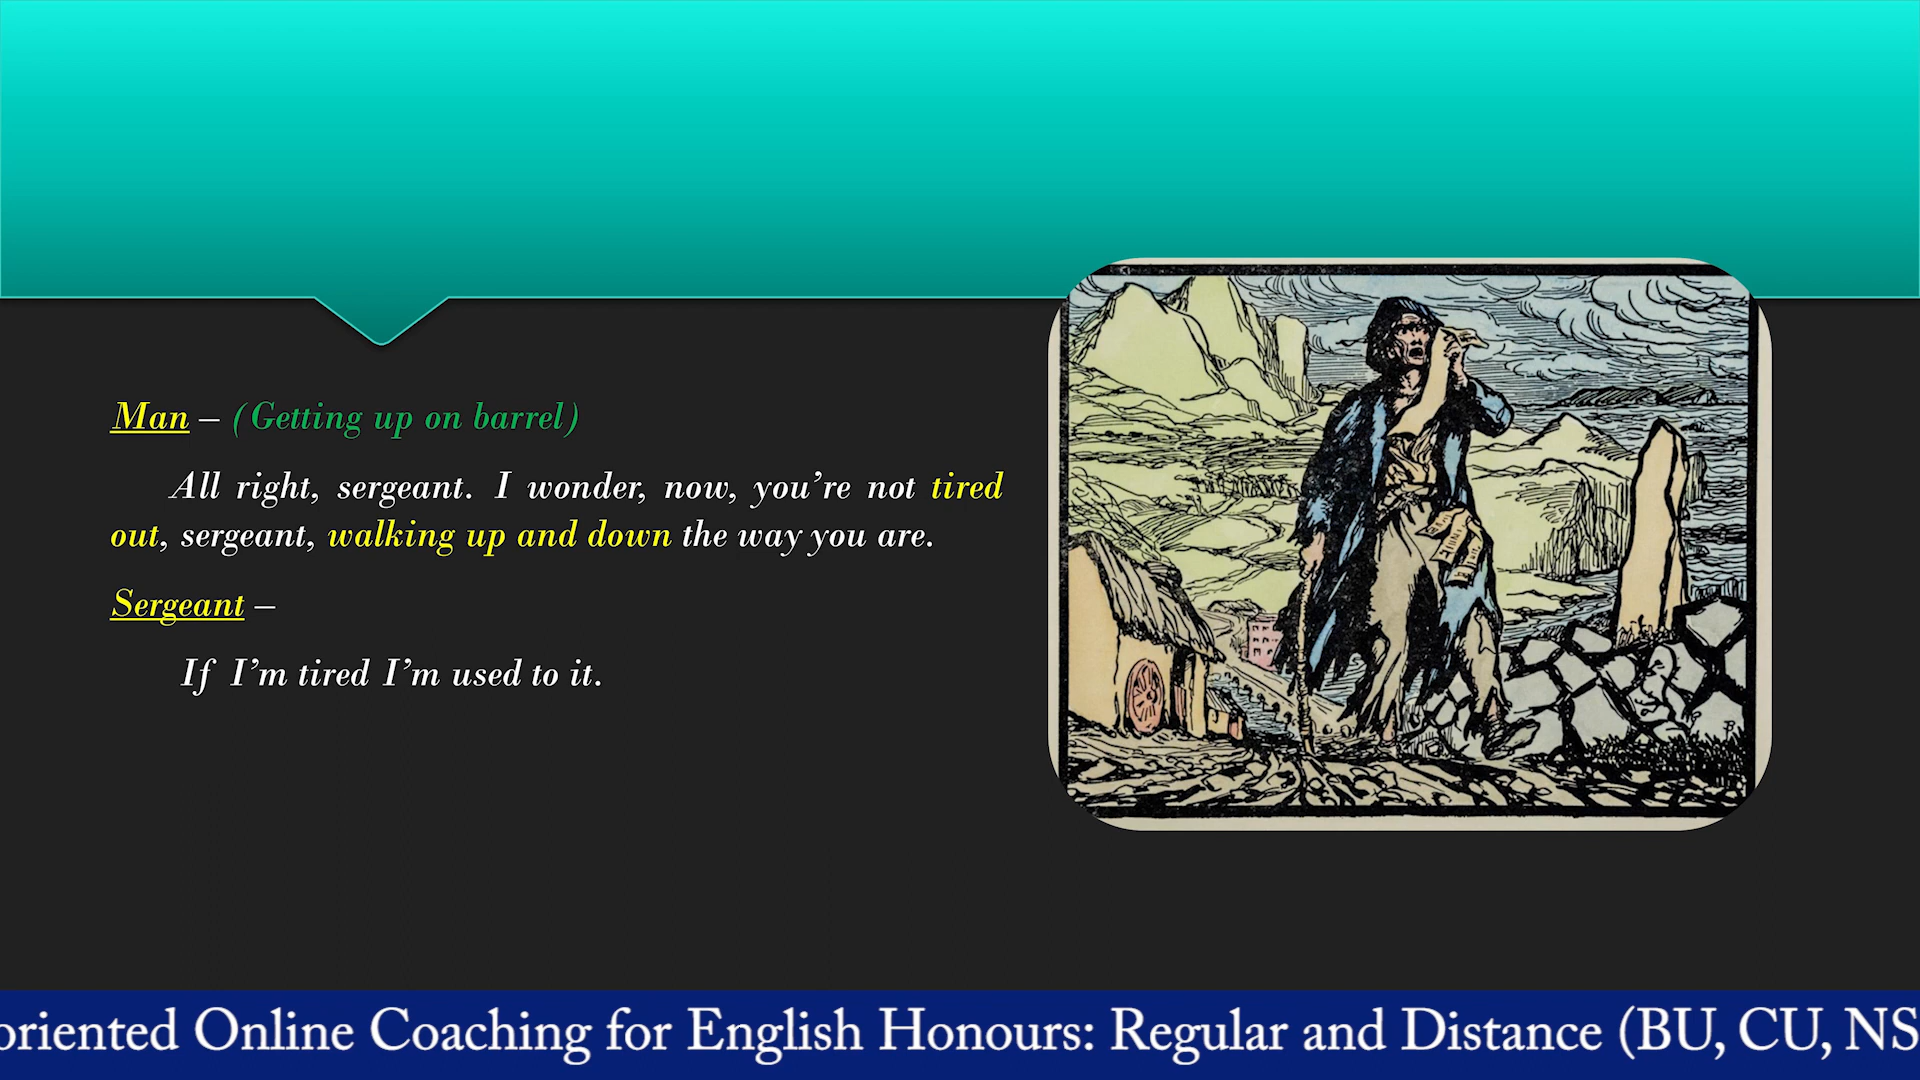 Man – (Getting up on barrel)
All right, sergeant. I wonder, now, you’re not tired
out, sergeant, walking up and down the way you are.
Sergeant –
If I’m tired I’m used to it.
oriented Online Coaching for English Honours: Regular and Distance (BU, CU, NS